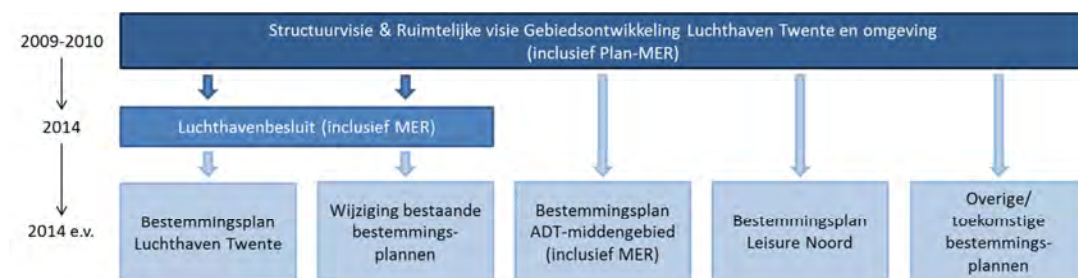 2009-2010
Structuurvisie & Ruimtelijke visie Gebiedsontwikkeling Luchthaven Twente en omgeving
(inclusief Plan-MER)
2014
Luchthavenbesluit (inclusief MER)
2014 e.v.
Bestemmingsplan
Luchthaven Twente
Wijziging bestaande
bestemmings-
plannen
Bestemmingsplan
ADT-middengebied
(inclusief MER)
Bestemmingsplan
Leisure Noord
Overige/
toekomstige
bestemmings-
plannen